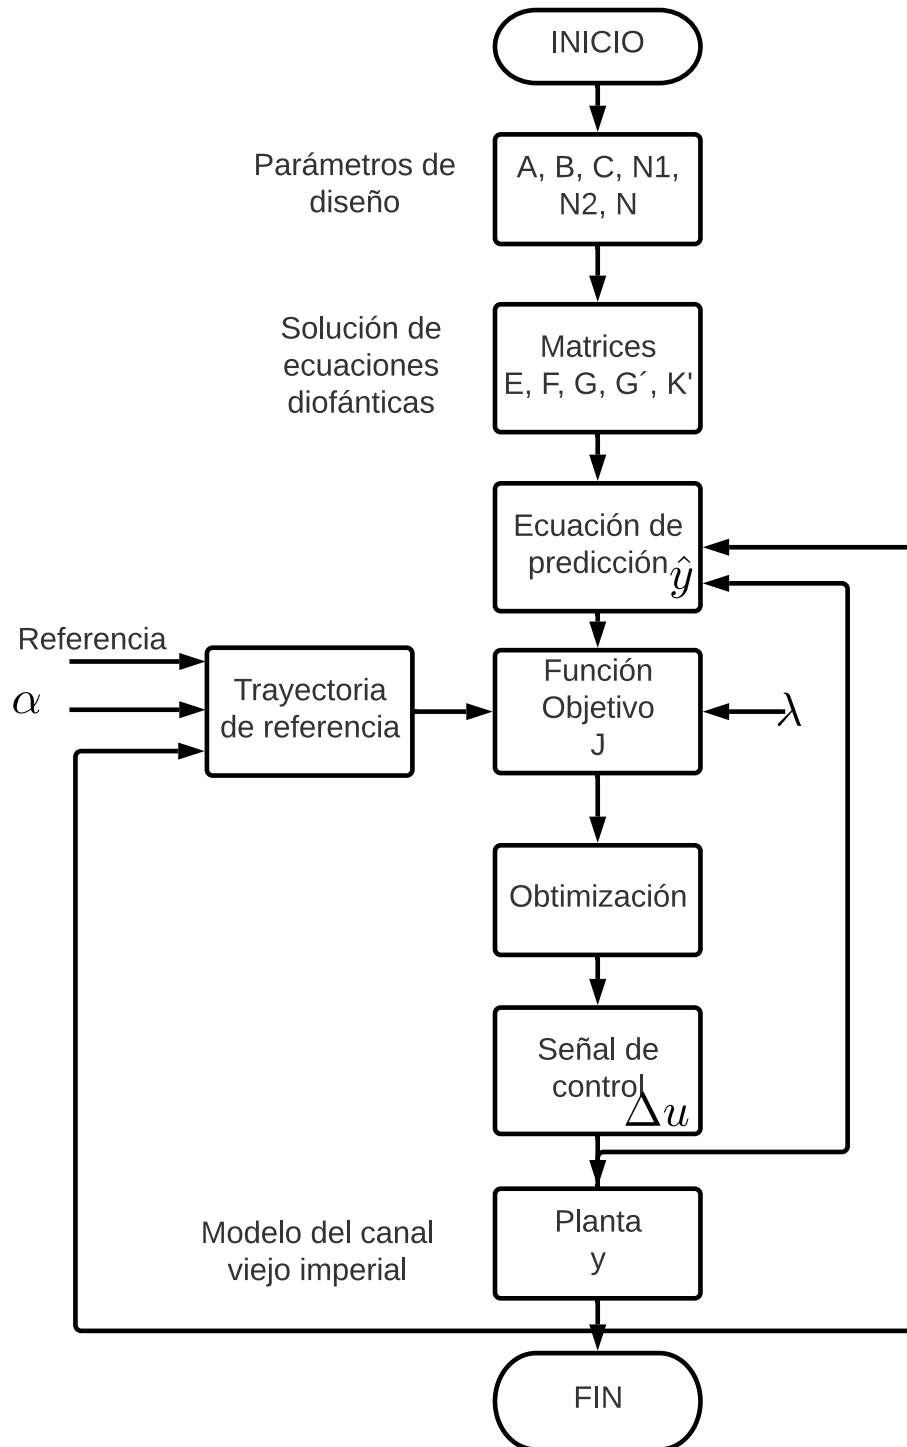 INICIO
Parámetros de
diseño
A, B, C, N1,
N2, N
Solución de
ecuaciones
diofánticas
Matrices
E, F, G, G´, K'
Ecuación de
predicción ŷ
Referencia
α
Trayectoria
de referencia
Función
Objetivo
J
λ
Obtimización
Señal de
control
Δu
Modelo del canal
viejo imperial
Planta
y
FIN